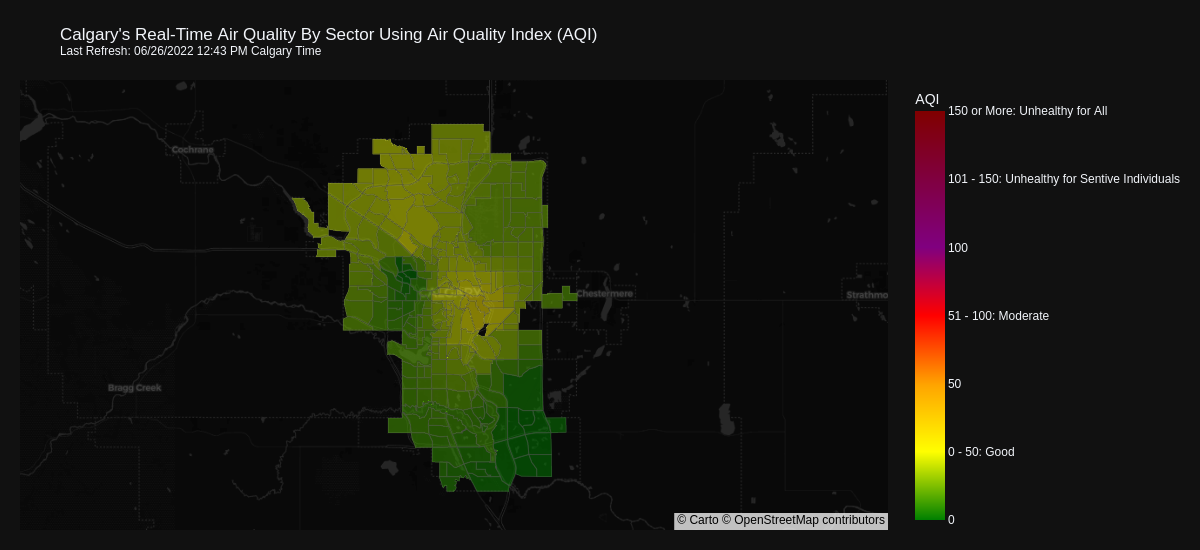 Calgary's Real-Time Air Quality By Sector Using Air Quality Index (AQI)
Last Refresh: 06/26/2022 12:43 PM Calgary Time
AQI
150 or More: Unhealthy for All
Cochrane
101 - 150: Unhealthy for Sentive Individuals
100
Chestermere
Strathmo
51 - 100: Moderate
50
Bragg Creek
0 - 50: Good
© Carto © OpenStreetMap contributors
0